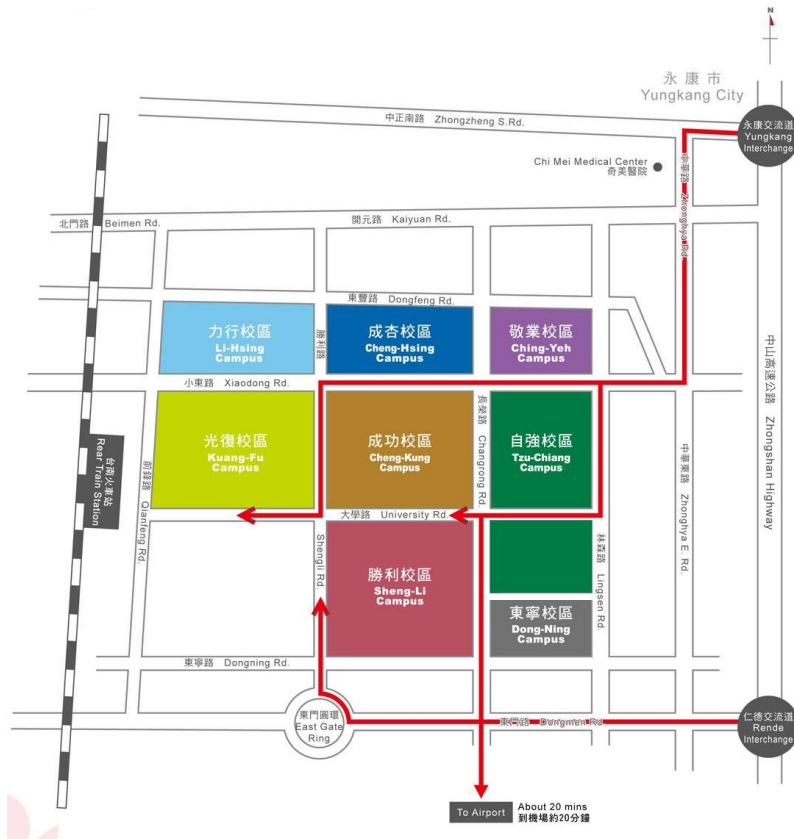 N
永康市
Yungkang City
中正南路 Zhongzheng S.Rd.
永康交流道
Yungkang
Interchange
Chi Mei Medical Center
奇美醫院
中華路 Zhonghya Rd.
北門路 Beimen Rd.
開元路 Kaiyuan Rd.
東豐路 Dongfeng Rd.
力行校區
Li-Hsing
Campus
勝利路
成杏校區
Cheng-Hsing
Campus
敬業校區
Ching-Yeh
Campus
中山高速公路 Zhongshan Highway
小東路 Xiaodong Rd.
光復校區
Kuang-Fu
Campus
成功校區
Cheng-Kung
Campus
長榮路 Changrong Rd.
自強校區
Tzu-Chiang
Campus
台南火車站
Rear Train Station
前鋒路 Qianfeng Rd.
中華東路 Zhonghya E. Rd.
大學路 University Rd.
Shengli Rd.
勝利校區
Sheng-Li
Campus
林森路 Lingsen Rd.
東寧校區
Dong-Ning
Campus
東寧路 Dongning Rd.
東門圓環
East Gate
Ring
東門路 Dongmen Rd
仁德交流道
Rende
Interchange
To Airport
About 20 mins
到機場約20分鐘